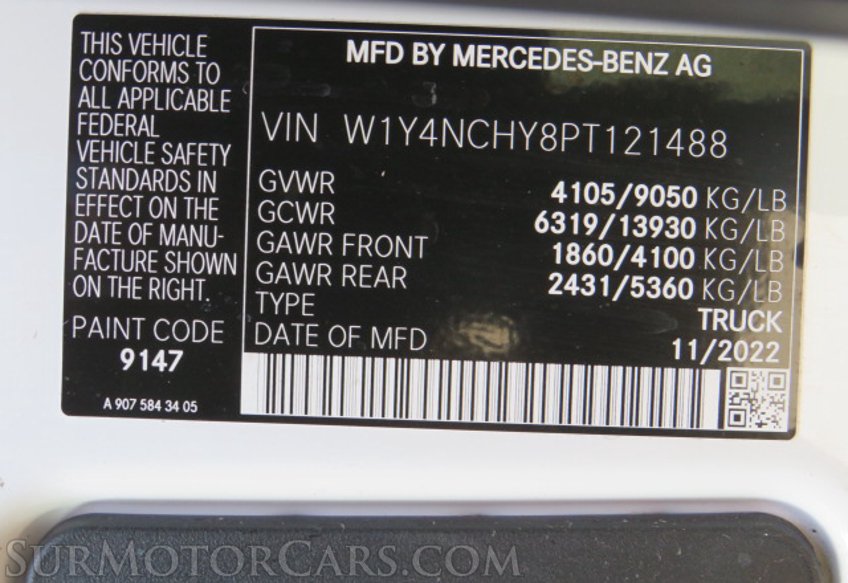 THIS VEHICLE
CONFORMS TO
ALL APPLICABLE
FEDERAL
VEHICLE SAFETY
STANDARDS IN
EFFECT ON THE
DATE OF MANU-
FACTURE SHOWN
ON THE RIGHT.
PAINT CODE
9147
A 907 584 34 05
MFD BY MERCEDES-BENZ AG
VIN W1Y4NCHY8PT121488
GVWR 4105/9050 KG/LB
GCWR 6319/13930 KG/LB
GAWR FRONT 1860/4100 KG/LB
GAWR REAR 2431/5360 KG/LB
TYPE TRUCK
DATE OF MFD 11/2022
SURMOTORCARS.COM